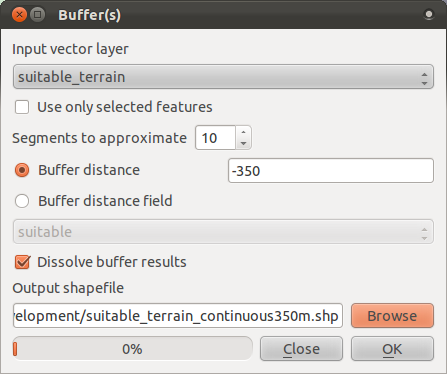 Buffer(s)
Input vector layer
suitable_terrain
Use only selected features
Segments to approximate 10
Buffer distance -350
Buffer distance field
suitable
Dissolve buffer results
Output shapefile
velopment/suitable_terrain_continuous350m.shp Browse
0% Close OK